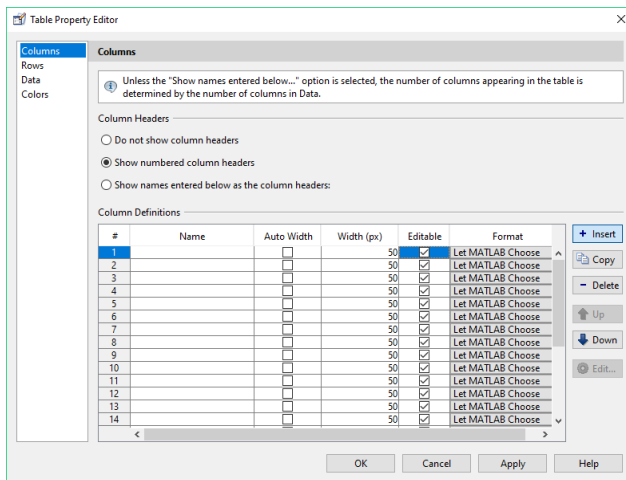 Table Property Editor
Columns
Rows
Data
Colors
Columns
Unless the "Show names entered below..." option is selected, the number of columns appearing in the table is
determined by the number of columns in Data.
Column Headers
Do not show column headers
Show numbered column headers
Show names entered below as the column headers:
Column Definitions
# Name Auto Width Width (px) Editable Format
1 50 Let MATLAB Choose
2 50 Let MATLAB Choose
3 50 Let MATLAB Choose
4 50 Let MATLAB Choose
5 50 Let MATLAB Choose
6 50 Let MATLAB Choose
7 50 Let MATLAB Choose
8 50 Let MATLAB Choose
9 50 Let MATLAB Choose
10 50 Let MATLAB Choose
11 50 Let MATLAB Choose
12 50 Let MATLAB Choose
13 50 Let MATLAB Choose
14 50 Let MATLAB Choose
Insert
Copy
Delete
Up
Down
Edit...
OK Cancel Apply Help